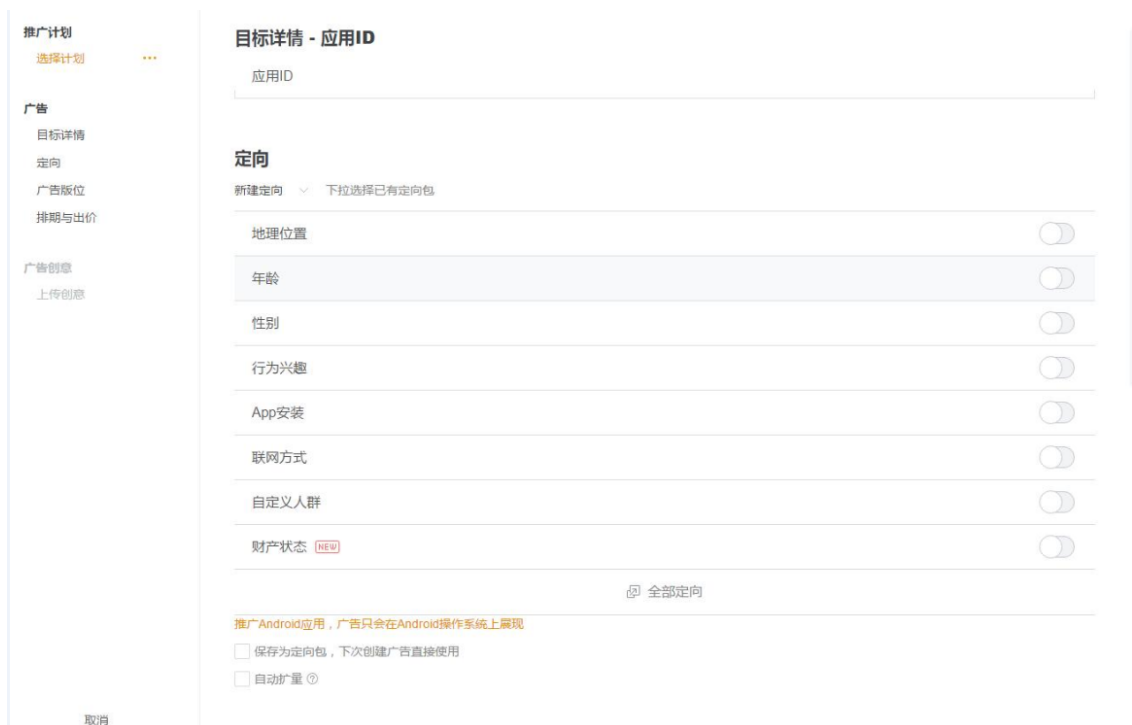 推广计划
选择计划 •••
广告
目标详情
定向
广告版位
排期与出价
广告创意
上传创意
取消
目标详情 - 应用ID
应用ID
定向
新建定向 下拉选择已有定向包
地理位置
年龄
性别
行为兴趣
App安装
联网方式
自定义人群
财产状态 NEW
全部定向
推广Android应用，广告只会在Android操作系统上展现
保存为定向包，下次创建广告直接使用
自动扩量 ?